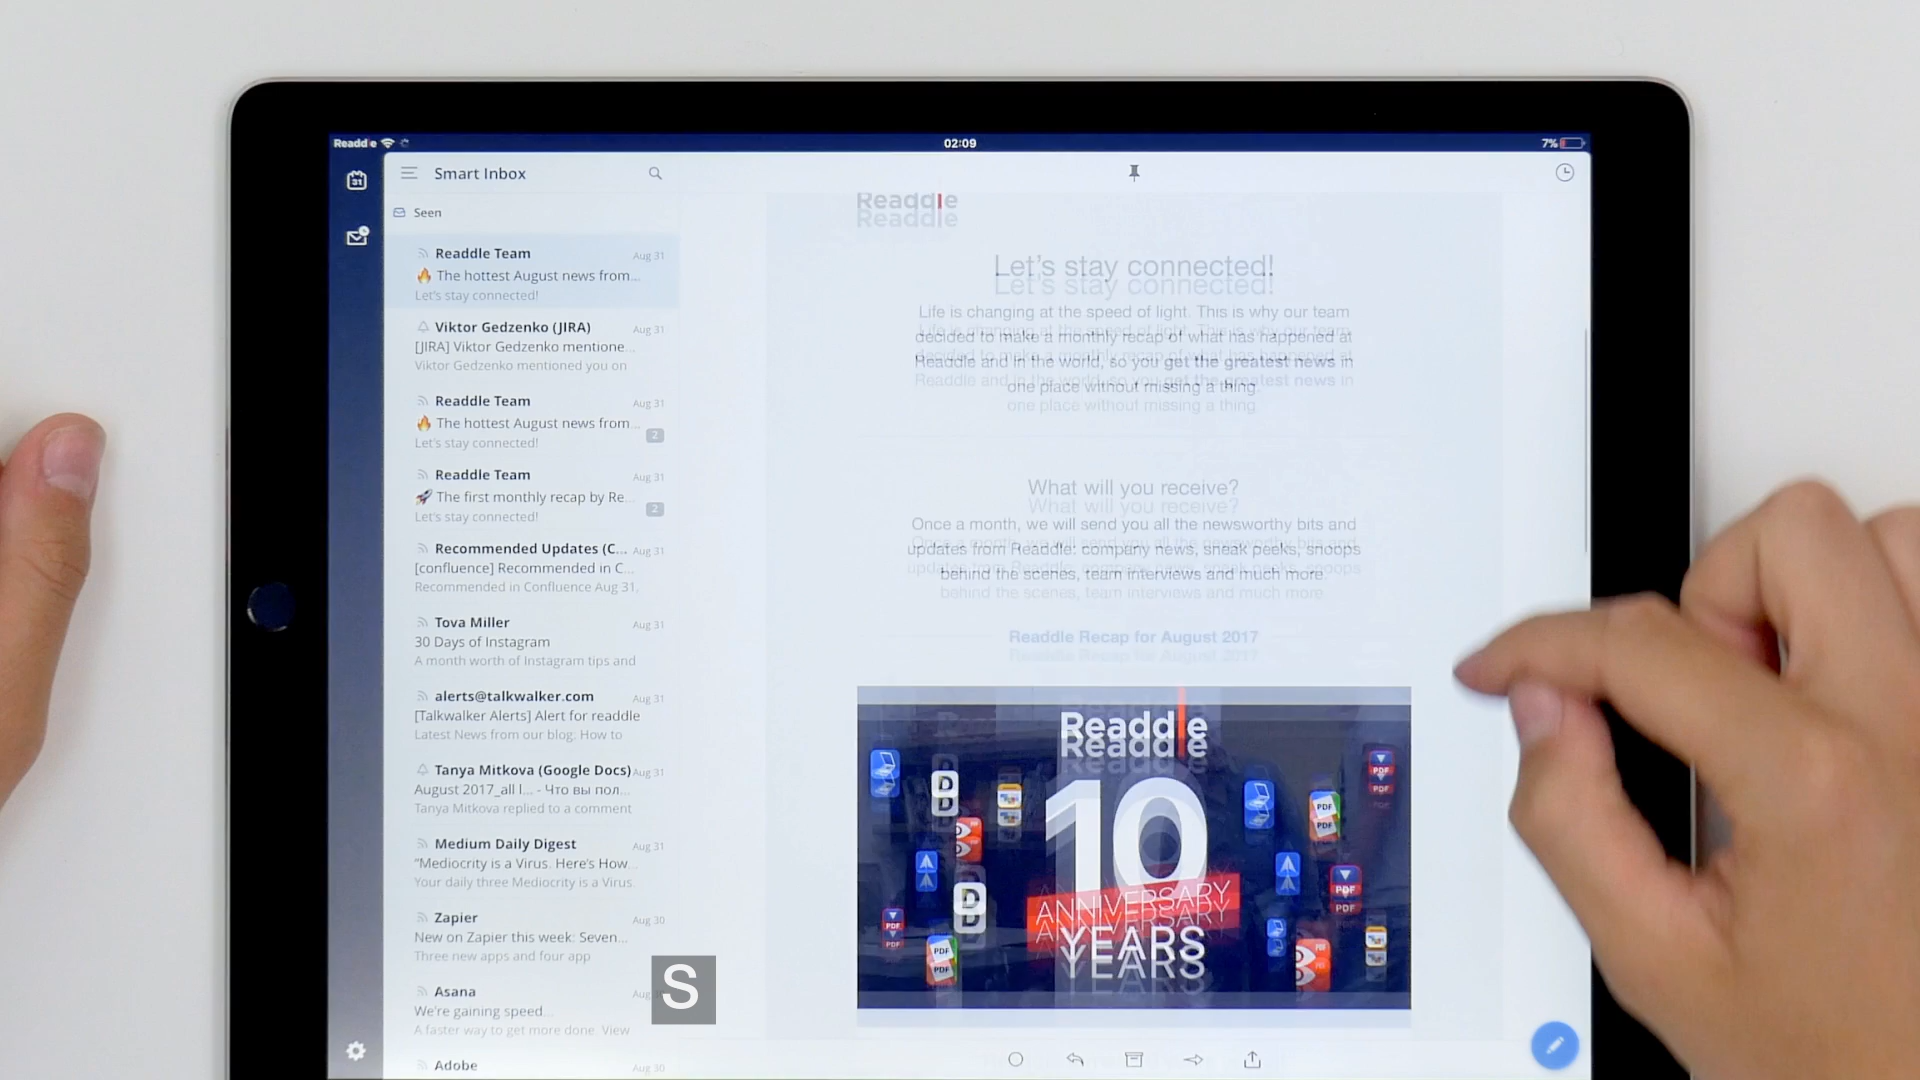 Readdle
02:09
7%
31
Smart Inbox
Seen
Readdle Team
Aug 31
🔥 The hottest August news from...
Let's stay connected!
Viktor Gedzenko (JIRA)
Aug 31
[JIRA] Viktor Gedzenko mentione...
Viktor Gedzenko mentioned you on
Readdle Team
Aug 31
🔥 The hottest August news from...
2
Let's stay connected!
Readdle Team
Aug 31
🚀 The first monthly recap by Re...
2
Let's stay connected!
Recommended Updates (C...
Aug 31
[confluence] Recommended in C...
Recommended in Confluence Aug 31,
Tova Miller
Aug 31
30 Days of Instagram
A month worth of Instagram tips and
alerts@talkwalker.com
Aug 31
[Talkwalker Alerts] Alert for readdle
Latest News from our blog: How to
Tanya Mitkova (Google Docs)
Aug 31
August 2017_all l... - Что вы пол...
Tanya Mitkova replied to a comment
Medium Daily Digest
Aug 31
“Mediocrity is a Virus. Here's How...
Your daily three Mediocrity is a Virus.
Zapier
Aug 30
New on Zapier this week: Seven...
Three new apps and four app
Asana
Aug
We're gaining speed...
A faster way to get more done. View
Adobe
Aug 30
S
Readdle
Let's stay connected!
Life is changing at the speed of light. This is why our team
decided to make a monthly recap of what has happened at
Readdle and in the world, so you get the greatest news in
one place without missing a thing.
What will you receive?
Once a month, we will send you all the newsworthy bits and
updates from Readdle: company news, sneak peeks, snoops
behind the scenes, team interviews and much more.
Readdle Recap for August 2017
Readdle
10
ANNIVERSARY
YEARS
D
D
PDF
PDF
PDF
PDF
PDF